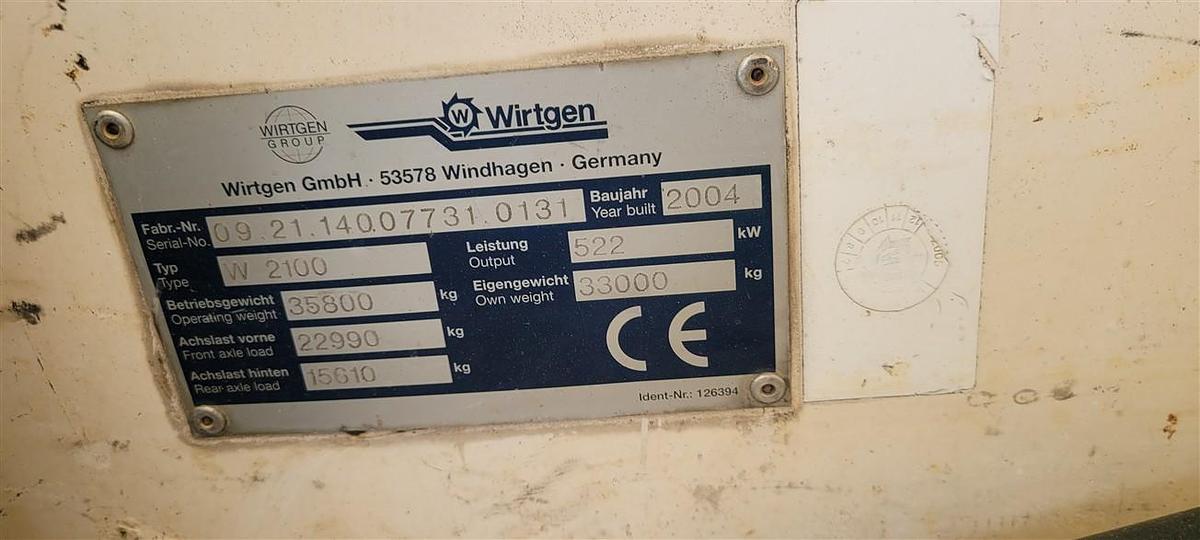 WIRTGEN
GROUP
W Wirtgen
Wirtgen GmbH · 53578 Windhagen · Germany
Fabr.-Nr.
Serial-No.
09.21.140.07731.0131
Baujahr
Year built
2004
Typ
Type
W 2100
Leistung
Output
522 kW
Betriebsgewicht
Operating weight
35800 kg
Eigengewicht
Own weight
33000 kg
Achslast vorne
Front axle load
22990 kg
Achslast hinten
Rear axle load
15610 kg
CE
Ident-Nr.: 126394